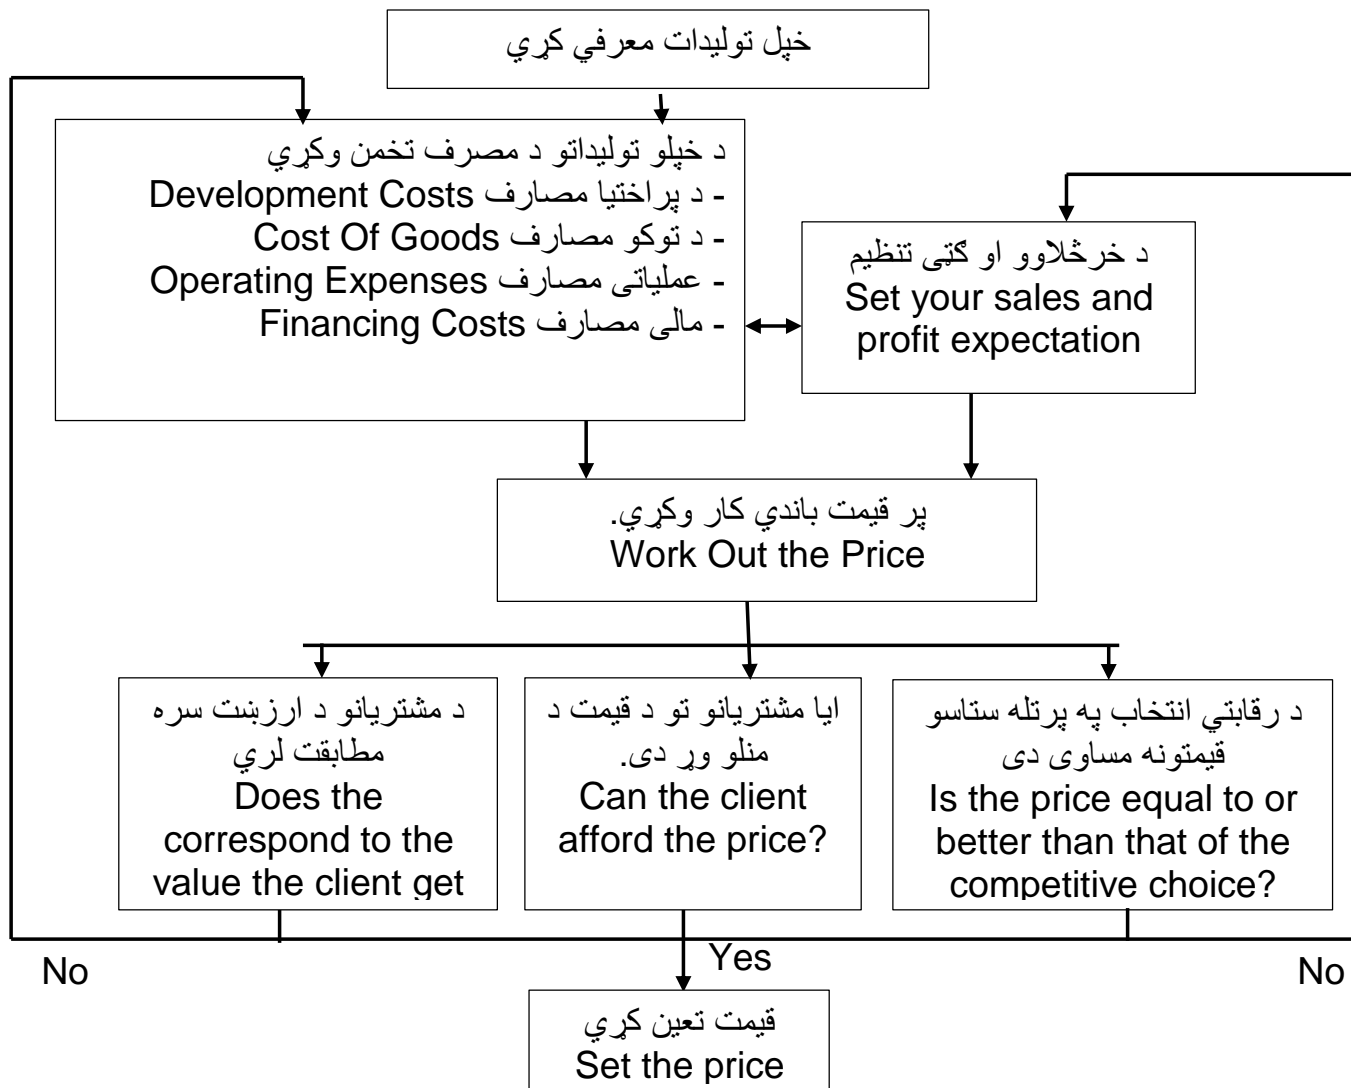 خپل تولیدات معرفي کړي
د خپلو تولیداتو د مصرف تخمن وکړي
- د پراختیا مصارف Development Costs
- د توکو مصارف Cost Of Goods
- عملیاتی مصارف Operating Expenses
- مالی مصارف Financing Costs
د خرڅلاوو او ګټی تنظیم
Set your sales and
profit expectation
پر قیمت باندي کار وکړي.
Work Out the Price
د مشتریانو د ارزښت سره
مطابقت لري
Does the
correspond to the
value the client get
ایا مشتریانو تو د قیمت د
منلو وړ دی.
Can the client
afford the price?
د رقابتي انتخاب په پرتله ستاسو
قیمتونه مساوی دی
Is the price equal to or
better than that of the
competitive choice?
No
Yes
No
قیمت تعین کړي
Set the price